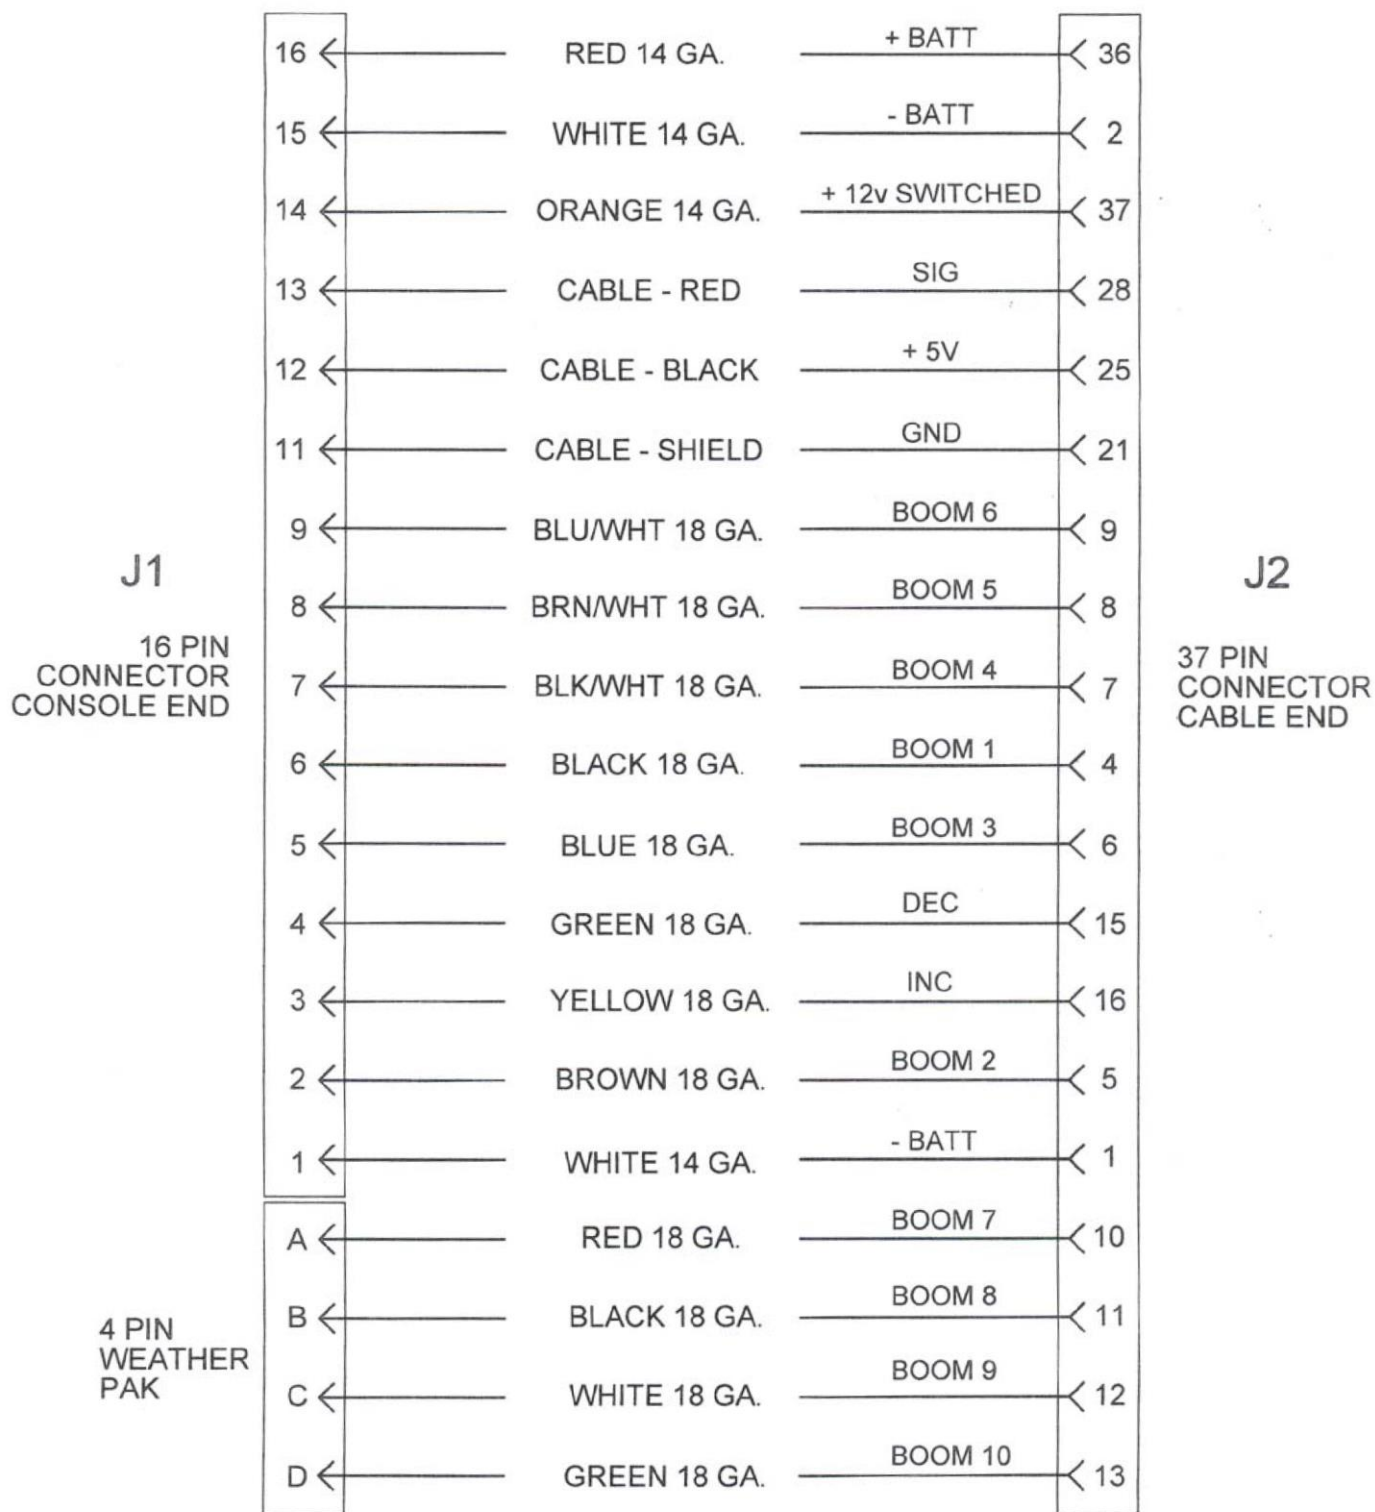 16 RED 14 GA. + BATT 36
15 WHITE 14 GA. - BATT 2
14 ORANGE 14 GA. + 12v SWITCHED 37
13 CABLE - RED SIG 28
12 CABLE - BLACK + 5V 25
11 CABLE - SHIELD GND 21
9 BLU/WHT 18 GA. BOOM 6 9
J1
J2
8 BRN/WHT 18 GA. BOOM 5 8
16 PIN
CONNECTOR
CONSOLE END
37 PIN
CONNECTOR
CABLE END
7 BLK/WHT 18 GA. BOOM 4 7
6 BLACK 18 GA. BOOM 1 4
5 BLUE 18 GA. BOOM 3 6
4 GREEN 18 GA. DEC 15
3 YELLOW 18 GA. INC 16
2 BROWN 18 GA. BOOM 2 5
1 WHITE 14 GA. - BATT 1
A RED 18 GA. BOOM 7 10
B BLACK 18 GA. BOOM 8 11
4 PIN
WEATHER
PAK
C WHITE 18 GA. BOOM 9 12
D GREEN 18 GA. BOOM 10 13